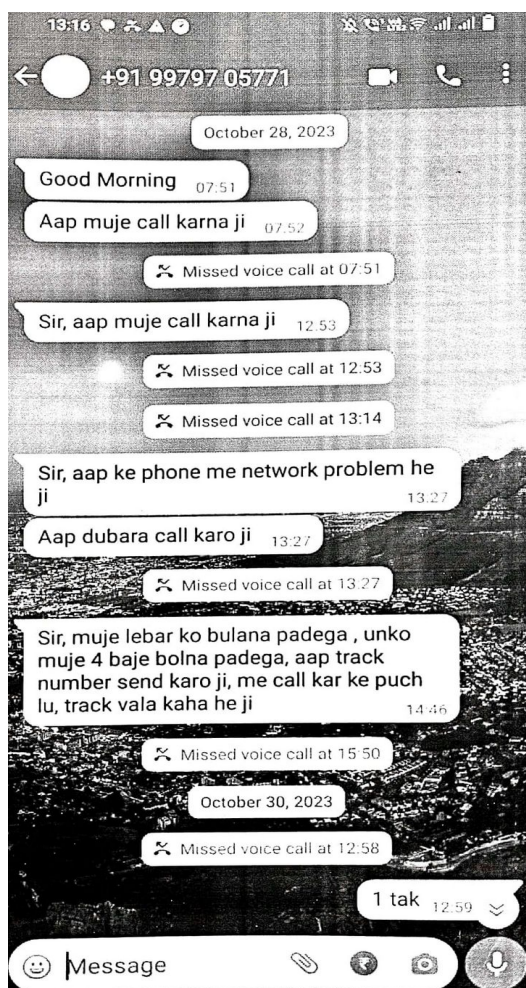 13:16
+91 99797 05771
October 28, 2023
Good Morning 07:51
Aap muje call karna ji 07:52
Missed voice call at 07:51
Sir, aap muje call karna ji 12:53
Missed voice call at 12:53
Missed voice call at 13:14
Sir, aap ke phone me network problem he
ji 13:27
Aap dubara call karo ji 13:27
Missed voice call at 13:27
Sir, muje lebar ko bulana padega , unko
muje 4 baje bolna padega, aap track
number send karo ji, me call kar ke puch
lu, track vala kaha he ji 14:46
Missed voice call at 15:50
October 30, 2023
Missed voice call at 12:58
1 tak 12:59
Message